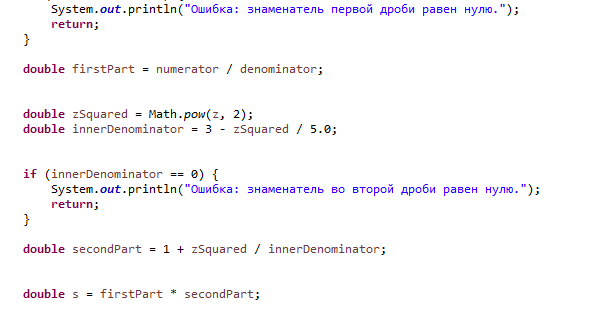 System.out.println("Ошибка: знаменатель первой дроби равен нулю.");
return;
}
double firstPart = numerator / denominator;
double zSquared = Math.pow(z, 2);
double innerDenominator = 3 - zSquared / 5.0;
if (innerDenominator == 0) {
System.out.println("Ошибка: знаменатель во второй дроби равен нулю.");
return;
}
double secondPart = 1 + zSquared / innerDenominator;
double s = firstPart * secondPart;